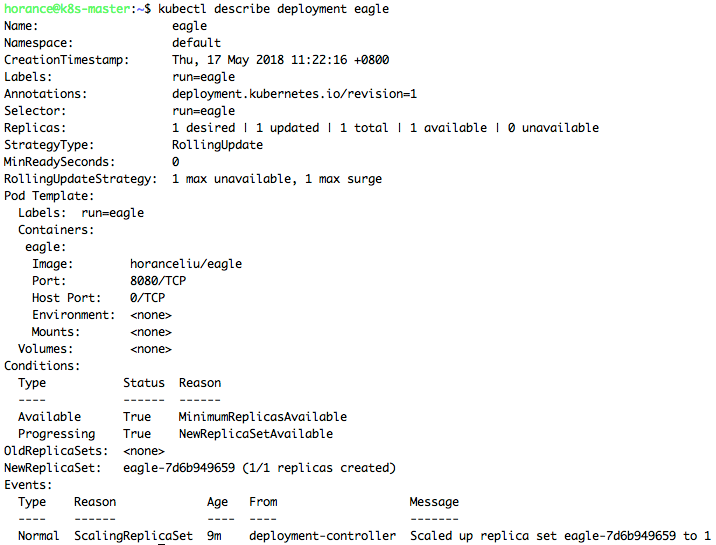 horance@k8s-master:~$ kubectl describe deployment eagle
Name:                   eagle
Namespace:              default
CreationTimestamp:      Thu, 17 May 2018 11:22:16 +0800
Labels:                 run=eagle
Annotations:            deployment.kubernetes.io/revision=1
Selector:               run=eagle
Replicas:               1 desired | 1 updated | 1 total | 1 available | 0 unavailable
StrategyType:           RollingUpdate
MinReadySeconds:        0
RollingUpdateStrategy:  1 max unavailable, 1 max surge
Pod Template:
  Labels:  run=eagle
  Containers:
   eagle:
    Image:        horanceliu/eagle
    Port:         8080/TCP
    Host Port:    0/TCP
    Environment:  <none>
    Mounts:       <none>
  Volumes:        <none>
Conditions:
  Type           Status  Reason
  ----           ------  ------
  Available      True    MinimumReplicasAvailable
  Progressing    True    NewReplicaSetAvailable
OldReplicaSets:  <none>
NewReplicaSet:   eagle-7d6b949659 (1/1 replicas created)
Events:
  Type    Reason             Age   From                   Message
  ----    ------             ----  ----                   -------
  Normal  ScalingReplicaSet  9m    deployment-controller  Scaled up replica set eagle-7d6b949659 to 1